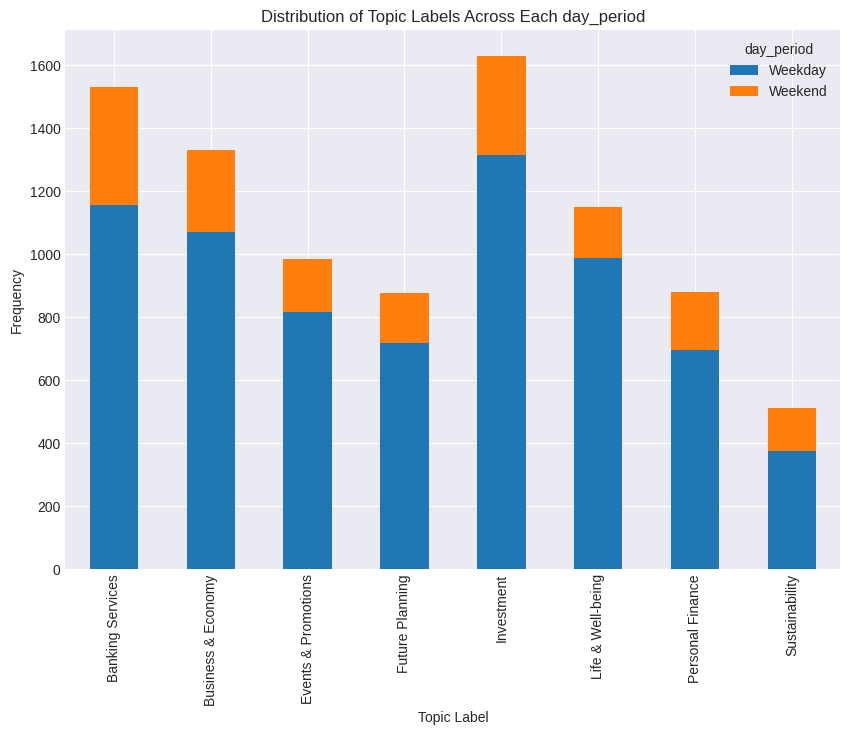 Distribution of Topic Labels Across Each day_period
day_period
Weekday
Weekend
Frequency
1600
1400
1200
1000
800
600
400
200
0
Banking Services
Business & Economy
Events & Promotions
Future Planning
Investment
Life & Well-being
Personal Finance
Sustainability
Topic Label